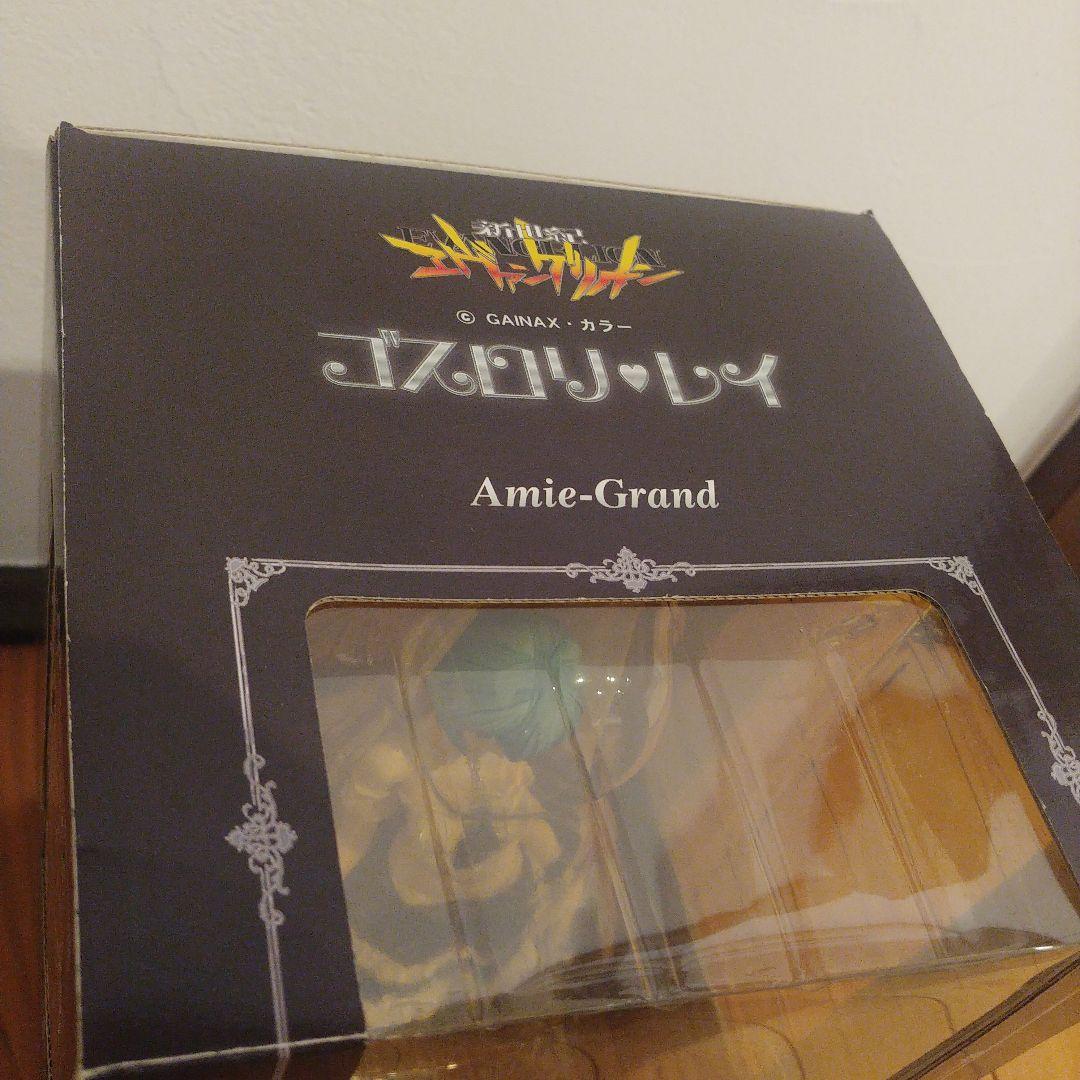 新世紀
EVANGELION
エヴァンゲリオン
© GAINAX・カラー
ゴスロリ♥レイ
Amie-Grand